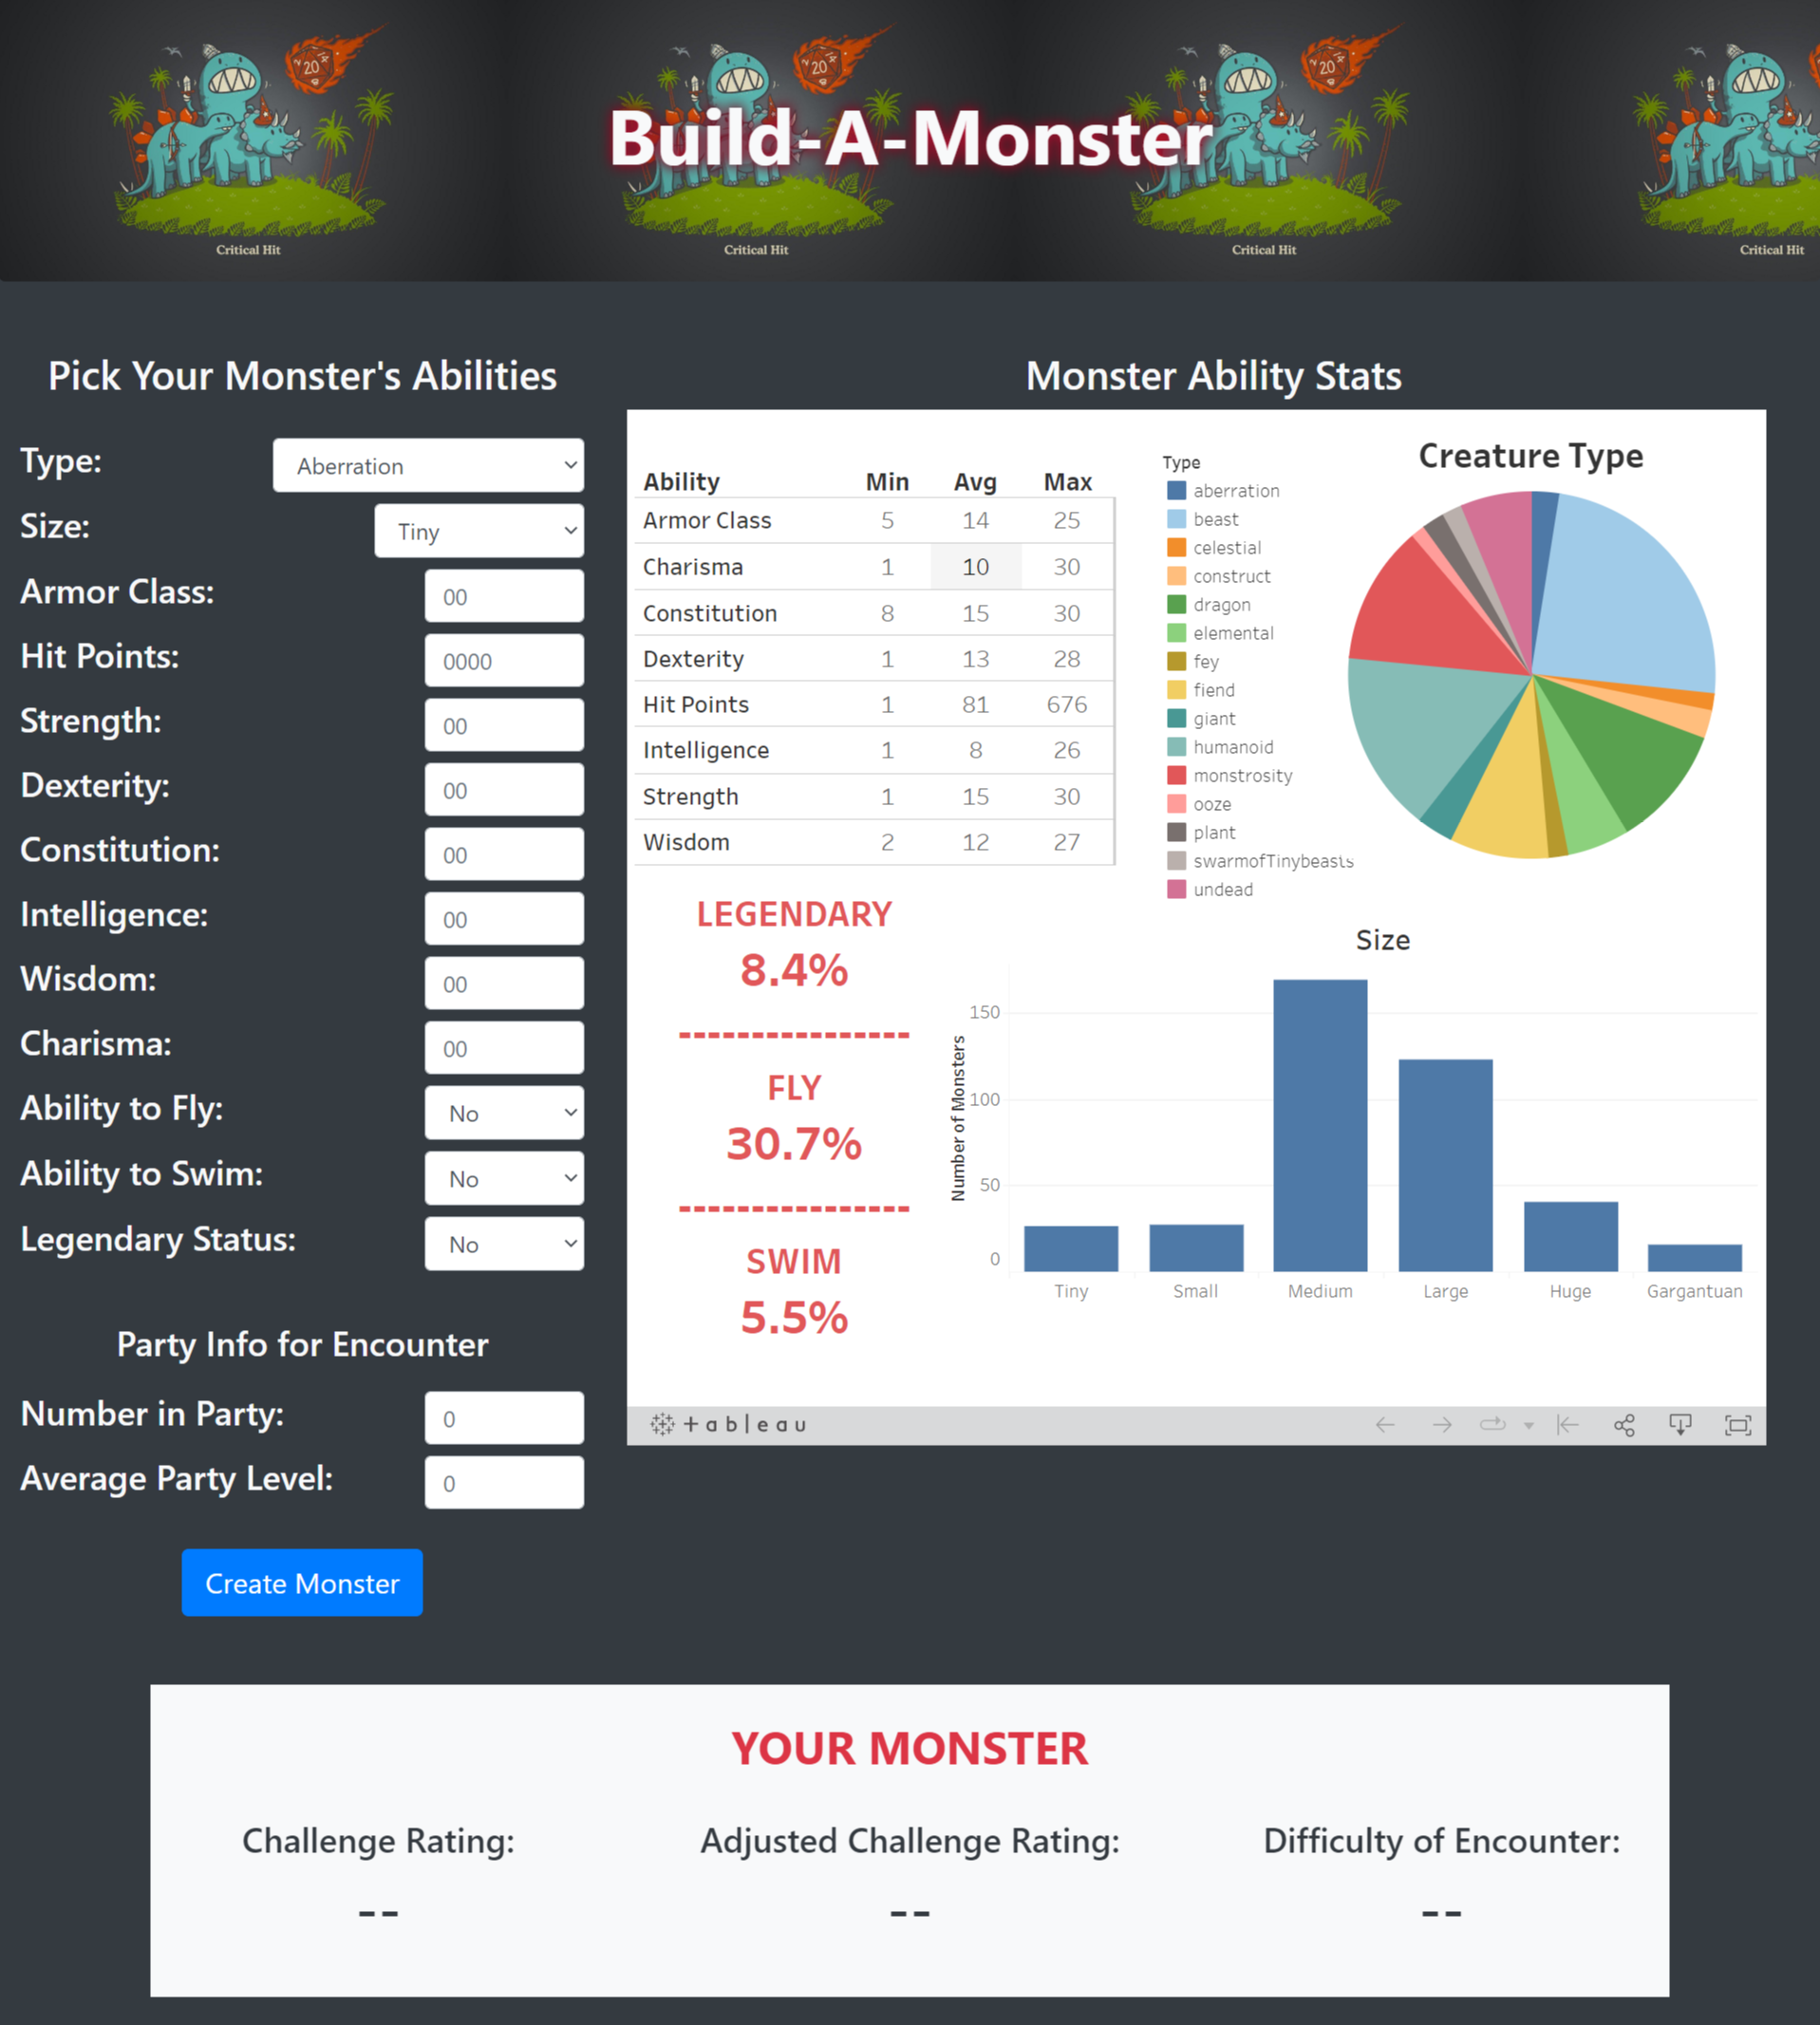 20
20
20
Build-A-Monster
Critical Hit
Critical Hit
Critical Hit
Critical Hit
Pick Your Monster's Abilities
Type:
Aberration
Size:
Tiny
Armor Class:
00
Hit Points:
0000
Strength:
00
Dexterity:
00
Constitution:
00
Intelligence:
00
Wisdom:
00
Charisma:
00
Ability to Fly:
No
Ability to Swim:
No
Legendary Status:
No
Party Info for Encounter
Number in Party:
0
Average Party Level:
0
Create Monster
Monster Ability Stats
Ability Min Avg Max
Armor Class 5 14 25
Charisma 1 10 30
Constitution 8 15 30
Dexterity 1 13 28
Hit Points 1 81 676
Intelligence 1 8 26
Strength 1 15 30
Wisdom 2 12 27
Type
aberration
beast
celestial
construct
dragon
elemental
fey
fiend
giant
humanoid
monstrosity
ooze
plant
swarmofTinybeasts
undead
Creature Type
LEGENDARY
8.4%
----------------
FLY
30.7%
----------------
SWIM
5.5%
Size
Number of Monsters
150
100
50
0
Tiny Small Medium Large Huge Gargantuan
+ableau
YOUR MONSTER
Challenge Rating:
--
Adjusted Challenge Rating:
--
Difficulty of Encounter:
--